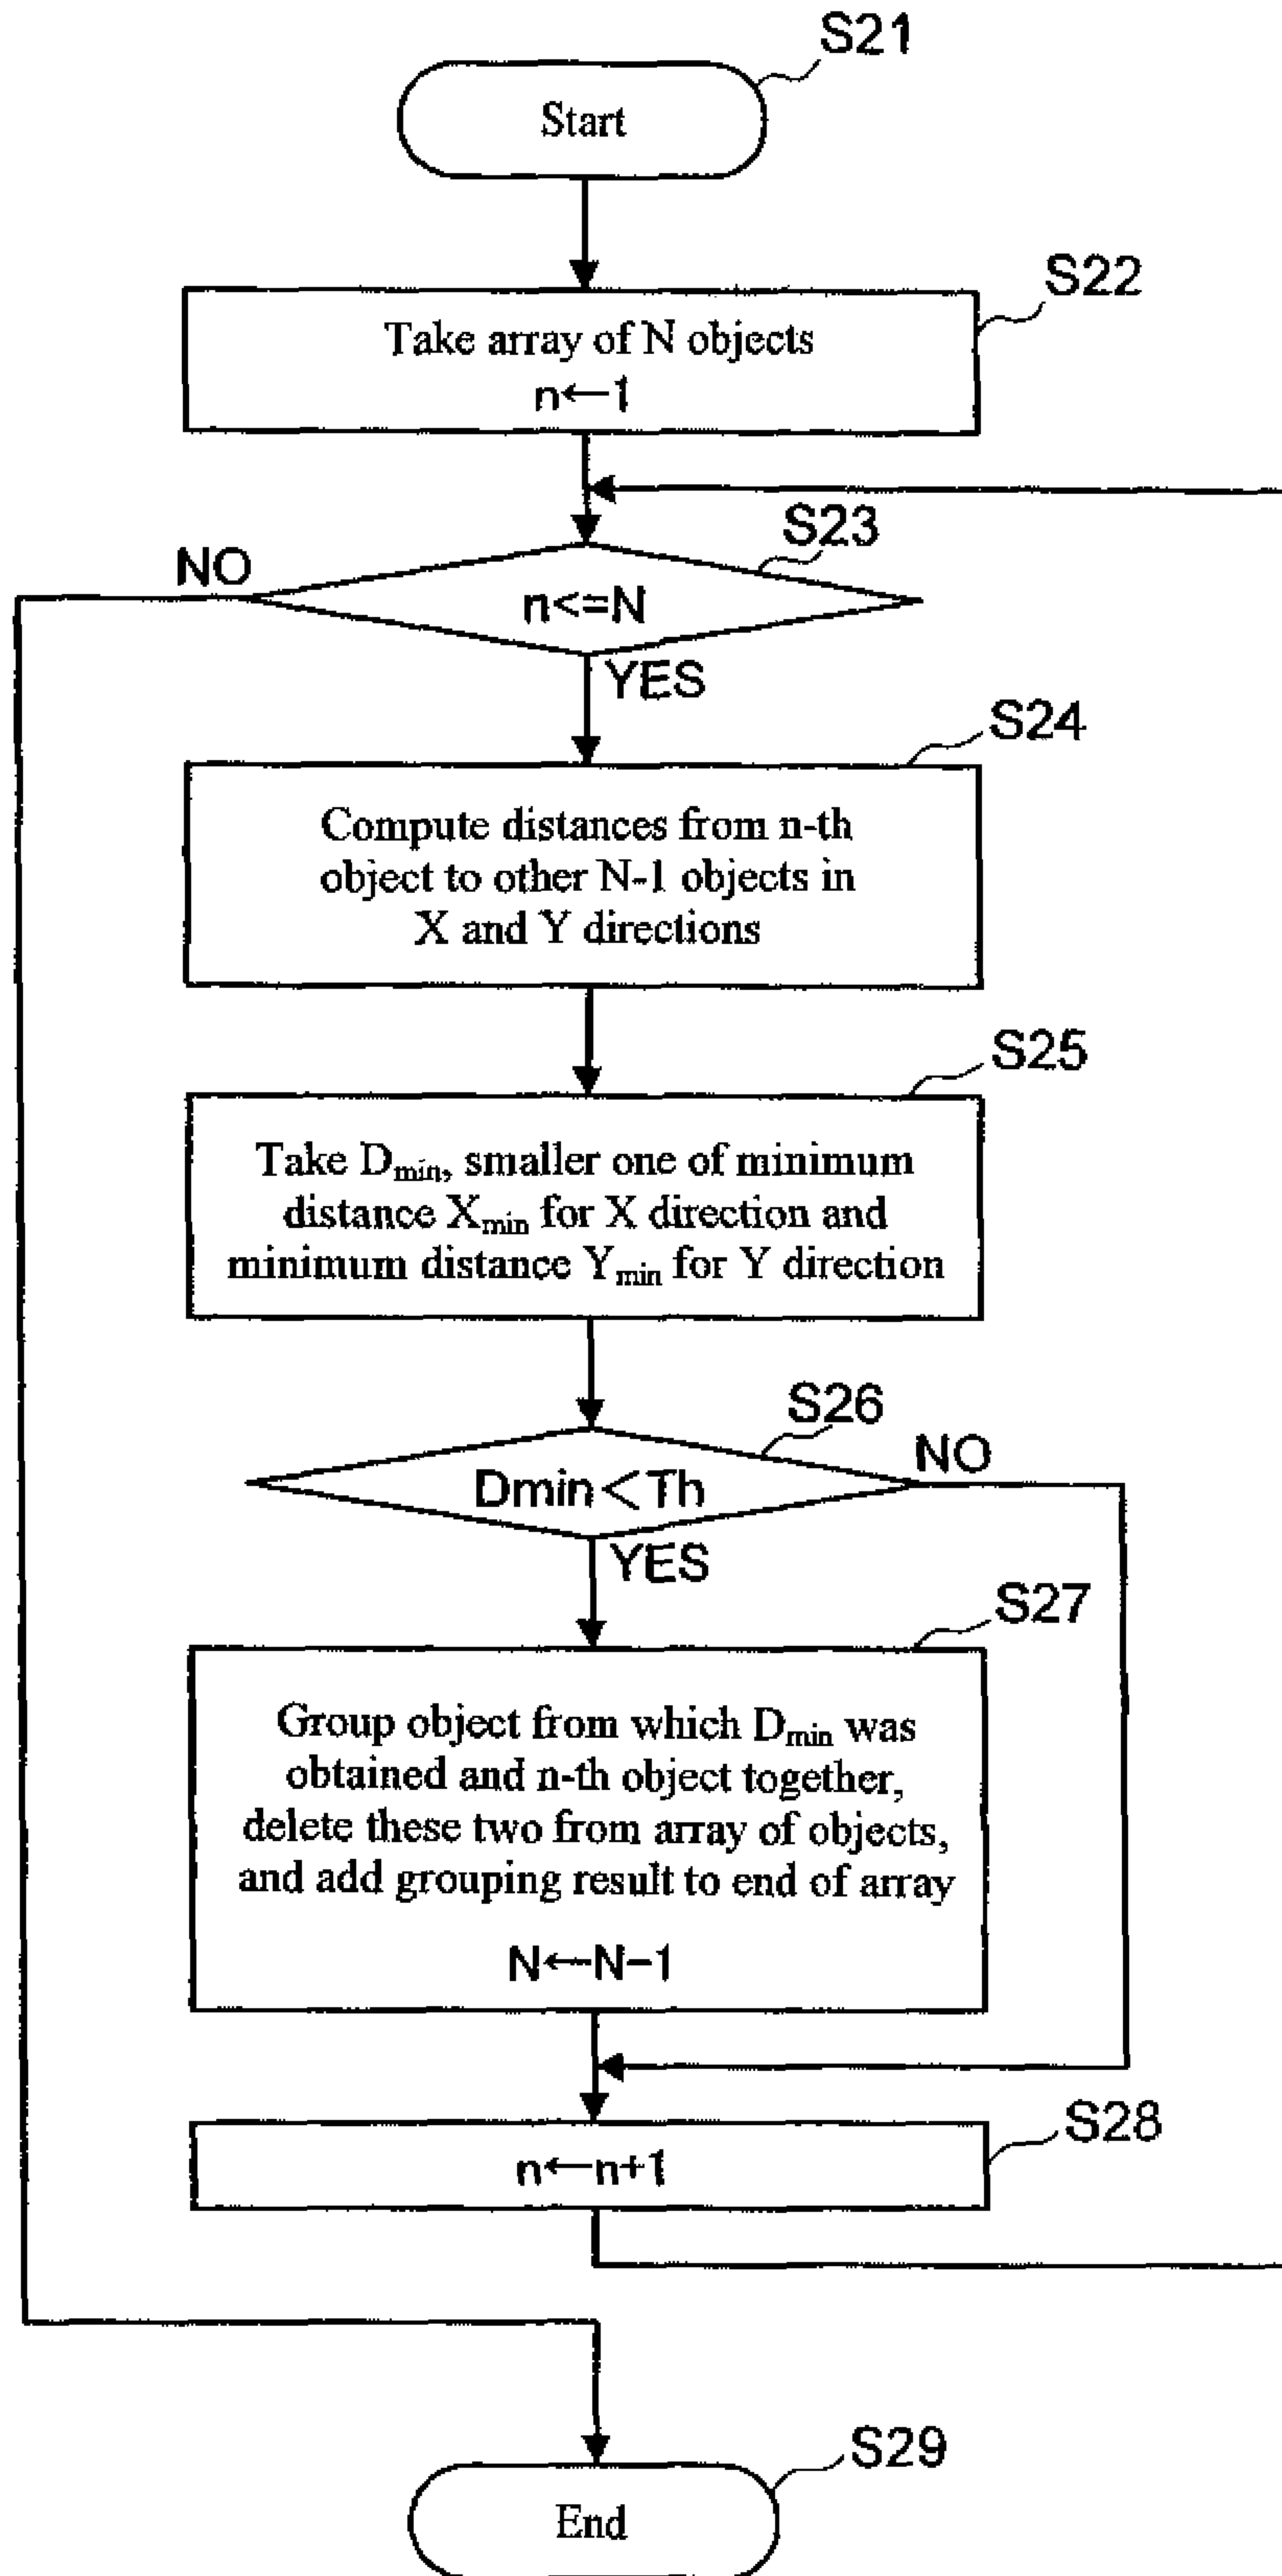 S21
Start
S22
Take array of N objects
n←1
S23
NO
n<=N
YES
S24
Compute distances from n-th
object to other N-1 objects in
X and Y directions
S25
Take Dmin, smaller one of minimum
distance Xmin for X direction and
minimum distance Ymin for Y direction
S26
NO
Dmin<Th
YES
S27
Group object from which Dmin was
obtained and n-th object together,
delete these two from array of objects,
and add grouping result to end of array
N←N−1
S28
n←n+1
S29
End